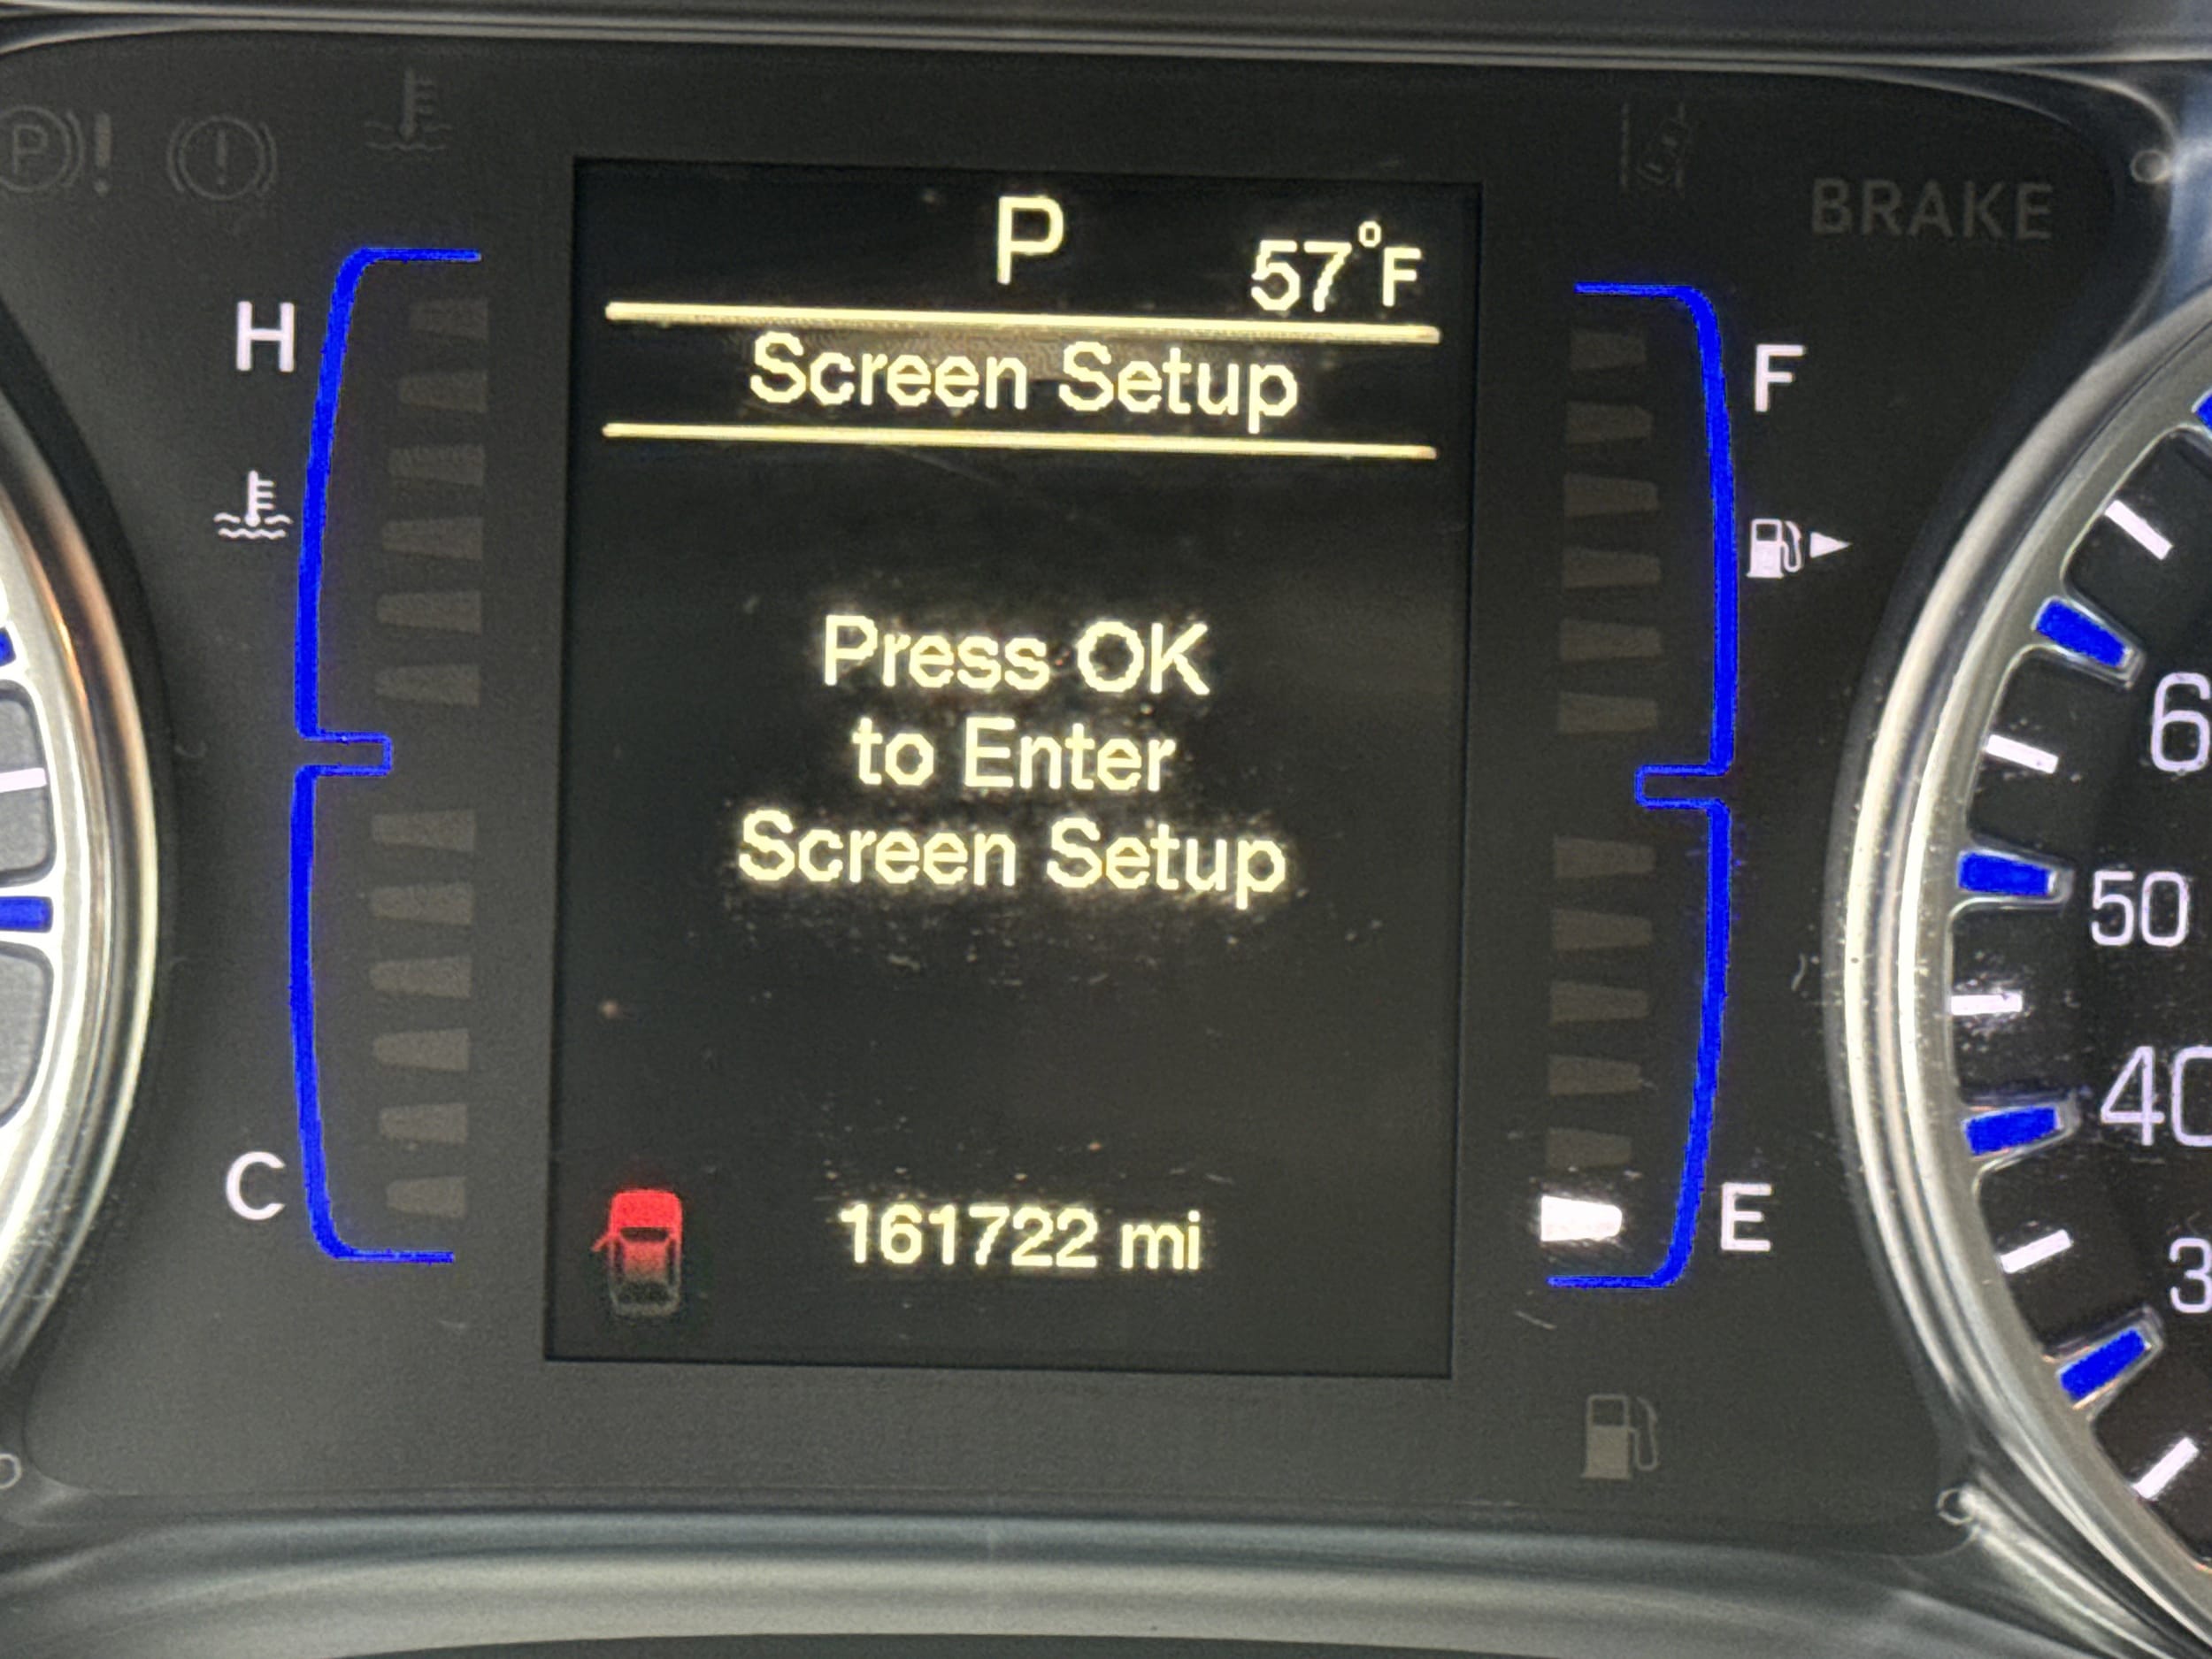 P
57°F
Screen Setup
BRAKE
H
F
Press OK
to Enter
Screen Setup
6
50
40
C
161722 mi
E
3
P
!
!